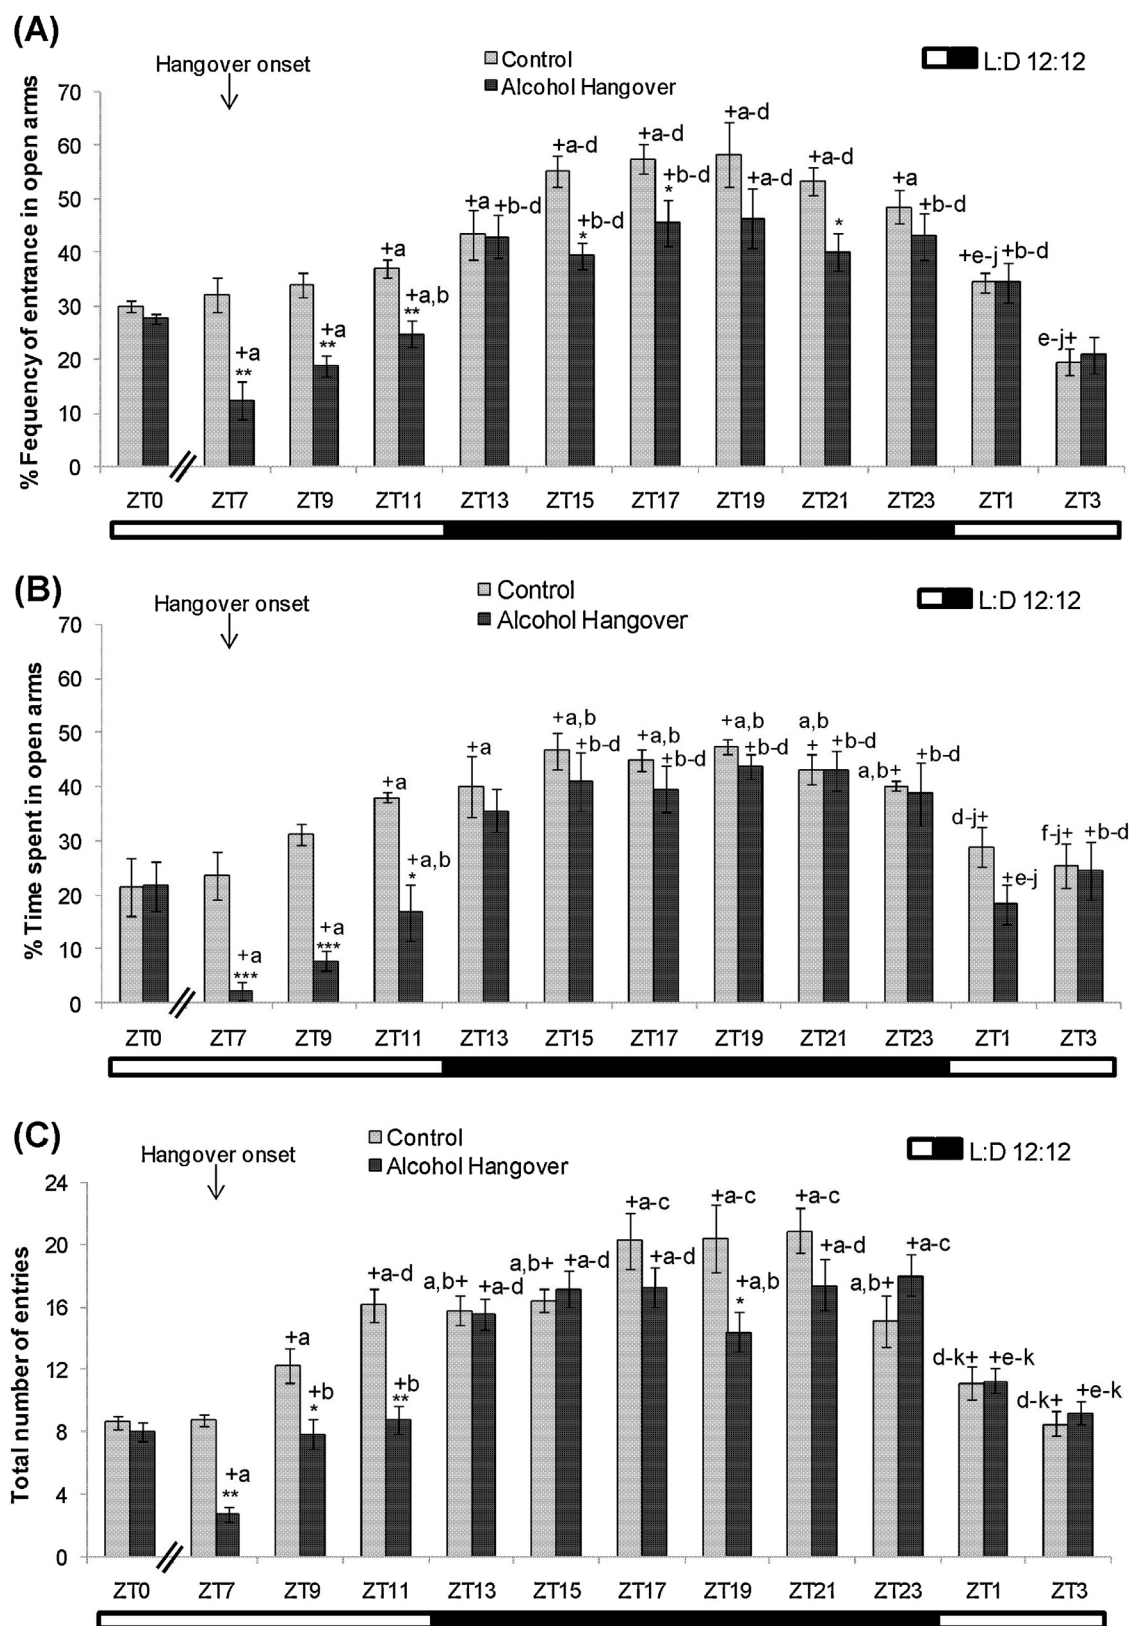 (A)
Hangover onset
Control
Alcohol Hangover
L:D 12:12
% Fequency of entrance in open arms
70
60
50
40
30
20
10
0
+a
**
+a
**
+a
+a,b
**
+a
+b-d
+a-d
+b-d
*
+a-d
+b-d
*
+a-d
+a-d
+a-d
*
+a
+b-d
+e-j
+b-d
e-j+
ZT0 ZT7 ZT9 ZT11 ZT13 ZT15 ZT17 ZT19 ZT21 ZT23 ZT1 ZT3
(B)
Hangover onset
Control
Alcohol Hangover
L:D 12:12
% Time spent in open arms
70
60
50
40
30
20
10
0
+a
***
+a
***
+a
+a,b
*
+a
+a,b
+b-d
+a,b
+b-d
+a,b
+b-d
a,b
+
+b-d
a,b+
+b-d
d-j+
+e-j
f-j+
+b-d
ZT0 ZT7 ZT9 ZT11 ZT13 ZT15 ZT17 ZT19 ZT21 ZT23 ZT1 ZT3
(C)
Hangover onset
Control
Alcohol Hangover
L:D 12:12
Total number of entries
24
20
16
12
8
4
0
+a
**
+a
+b
*
+a-d
+b
**
a,b+
+a-d
a,b+
+a-d
+a-c
+a-d
+a-c
+a,b
*
+a-c
+a-d
a,b+
+a-c
d-k+
+e-k
d-k+
+e-k
ZT0 ZT7 ZT9 ZT11 ZT13 ZT15 ZT17 ZT19 ZT21 ZT23 ZT1 ZT3